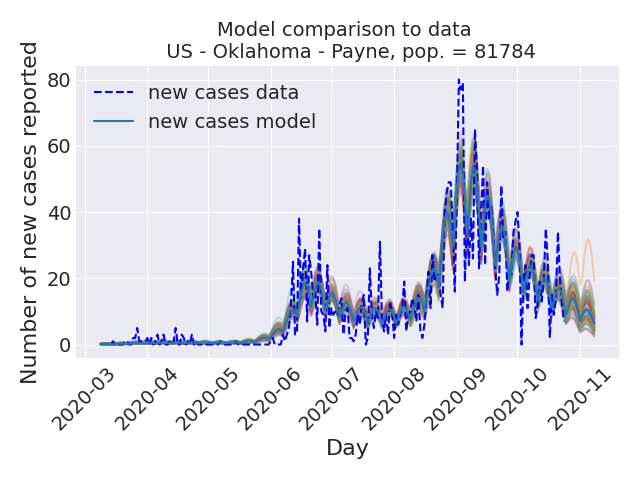 Model comparison to data
US - Oklahoma - Payne, pop. = 81784
Number of new cases reported
80
60
40
20
0
new cases data
new cases model
2020-03
2020-04
2020-05
2020-06
2020-07
2020-08
2020-09
2020-10
2020-11
Day